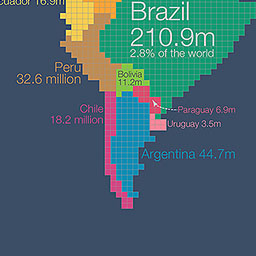 cuador 16.9m
Brazil
210.9m
2.8% of the world
Peru
32.6 million
Bolivia
11.2m
Chile
18.2 million
Paraguay 6.9m
Uruguay 3.5m
Argentina 44.7m